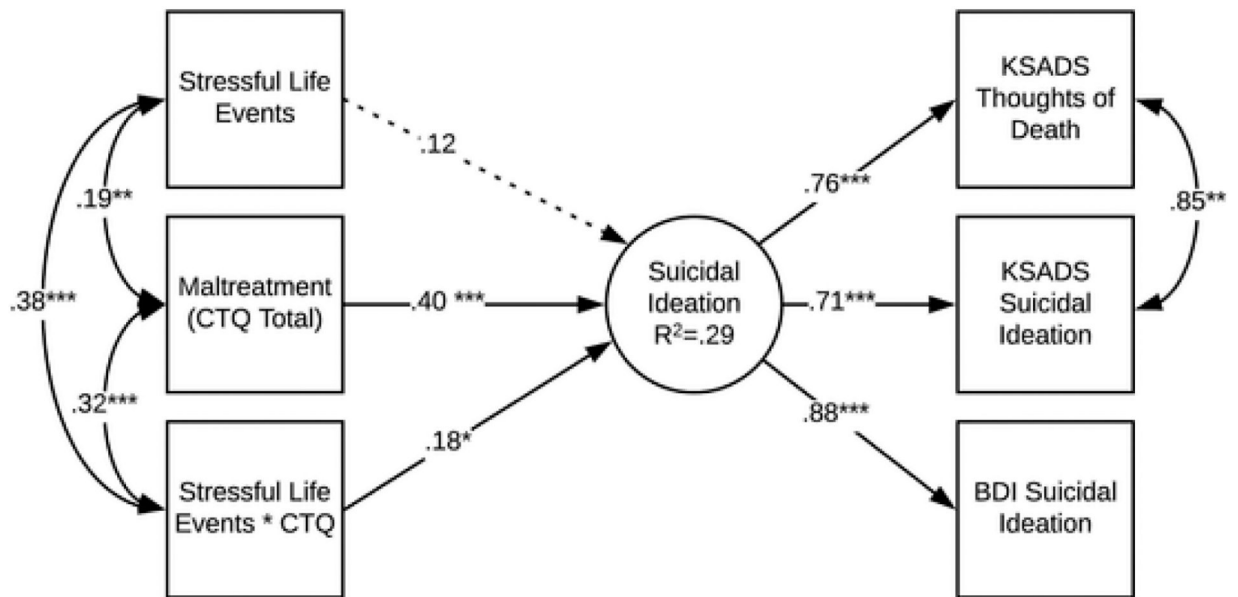 Stressful Life
Events
Maltreatment
(CTQ Total)
Stressful Life
Events * CTQ
.19**
.38***
.32***
.12
.40 ***
.18*
Suicidal
Ideation
R²=.29
.76***
.71***
.88***
KSADS
Thoughts of
Death
KSADS
Suicidal
Ideation
BDI Suicidal
Ideation
.85**